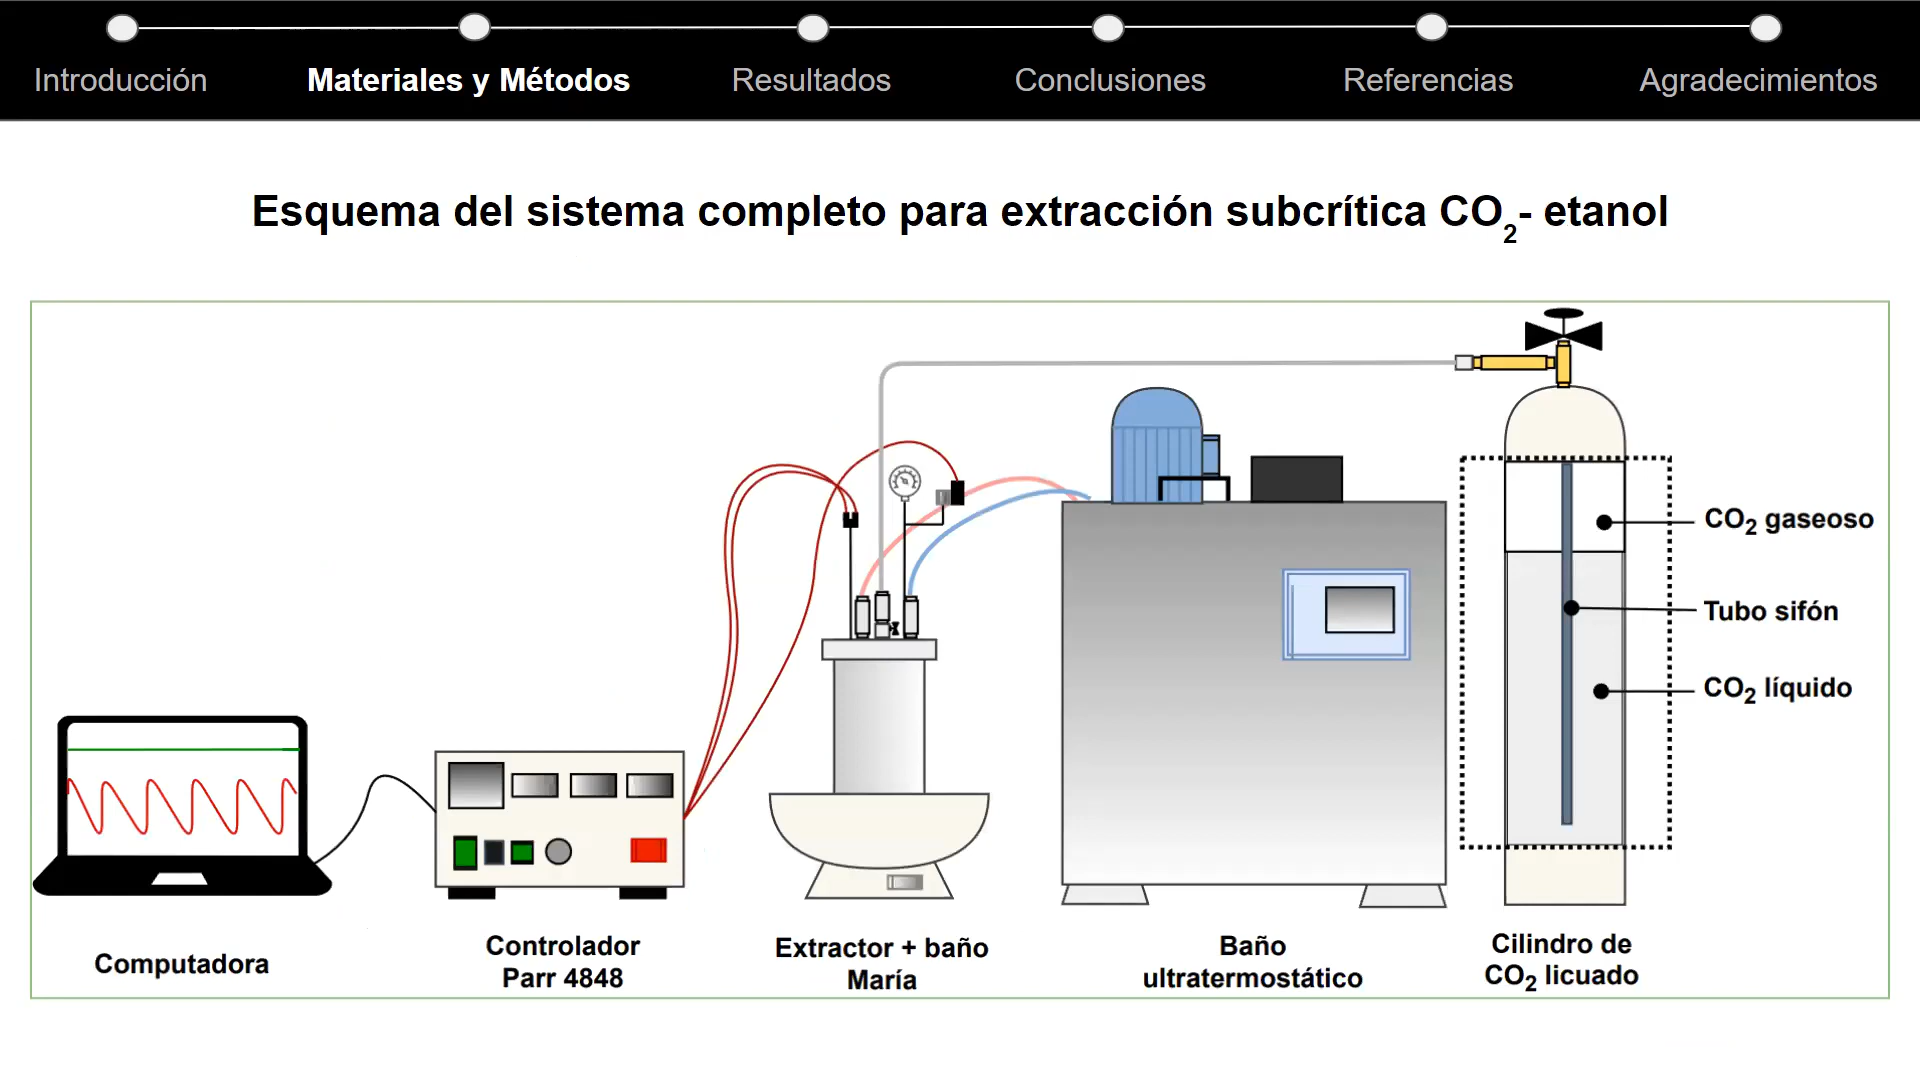 Introducción
Materiales y Métodos
Resultados
Conclusiones
Referencias
Agradecimientos
Esquema del sistema completo para extracción subcrítica CO₂- etanol
CO₂ gaseoso
Tubo sifón
CO₂ líquido
Computadora
Controlador
Parr 4848
Extractor + baño
María
Baño
ultratermostático
Cilindro de
CO₂ licuado